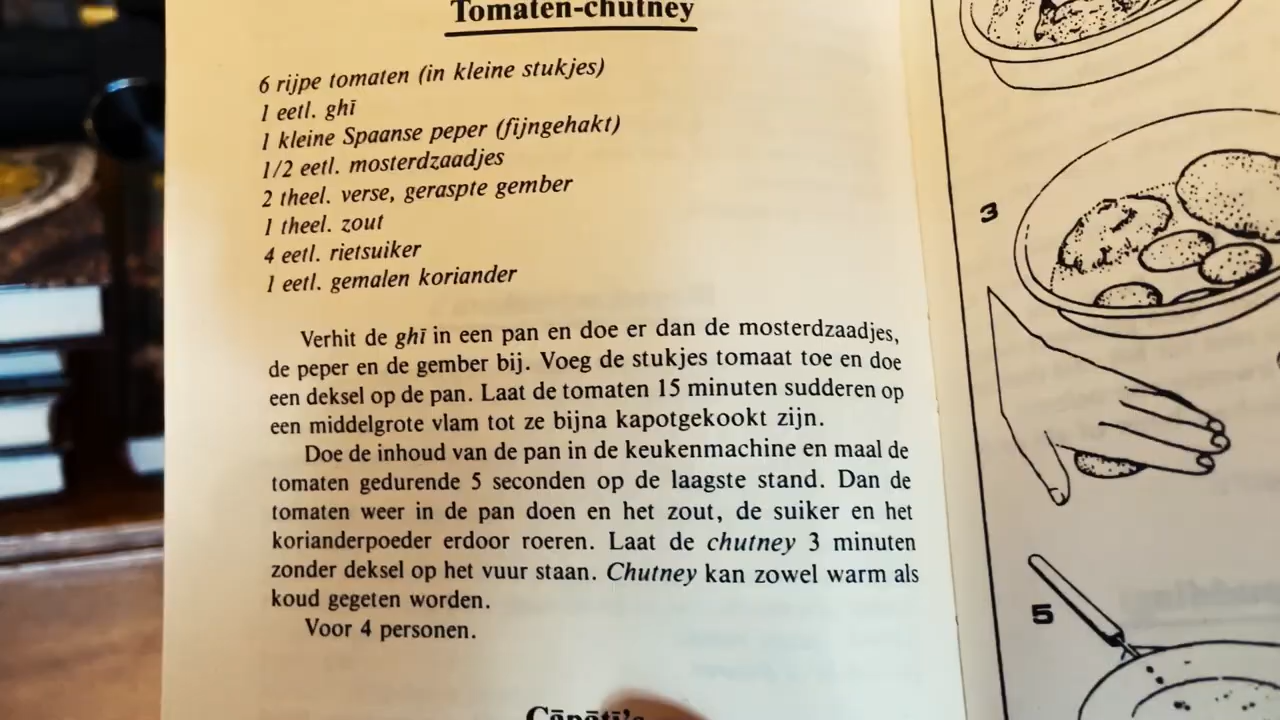 Tomaten-chutney
6 rijpe tomaten (in kleine stukjes)
1 eetl. ghī
1 kleine Spaanse peper (fijngehakt)
1/2 eetl. mosterdzaadjes
2 theel. verse, geraspte gember
1 theel. zout
4 eetl. rietsuiker
1 eetl. gemalen koriander
Verhit de ghī in een pan en doe er dan de mosterdzaadjes,
de peper en de gember bij. Voeg de stukjes tomaat toe en doe
een deksel op de pan. Laat de tomaten 15 minuten sudderen op
een middelgrote vlam tot ze bijna kapotgekookt zijn.
Doe de inhoud van de pan in de keukenmachine en maal de
tomaten gedurende 5 seconden op de laagste stand. Dan de
tomaten weer in de pan doen en het zout, de suiker en het
korianderpoeder erdoor roeren. Laat de chutney 3 minuten
zonder deksel op het vuur staan. Chutney kan zowel warm als
koud gegeten worden.
Voor 4 personen.
Cāpātī's
3
5